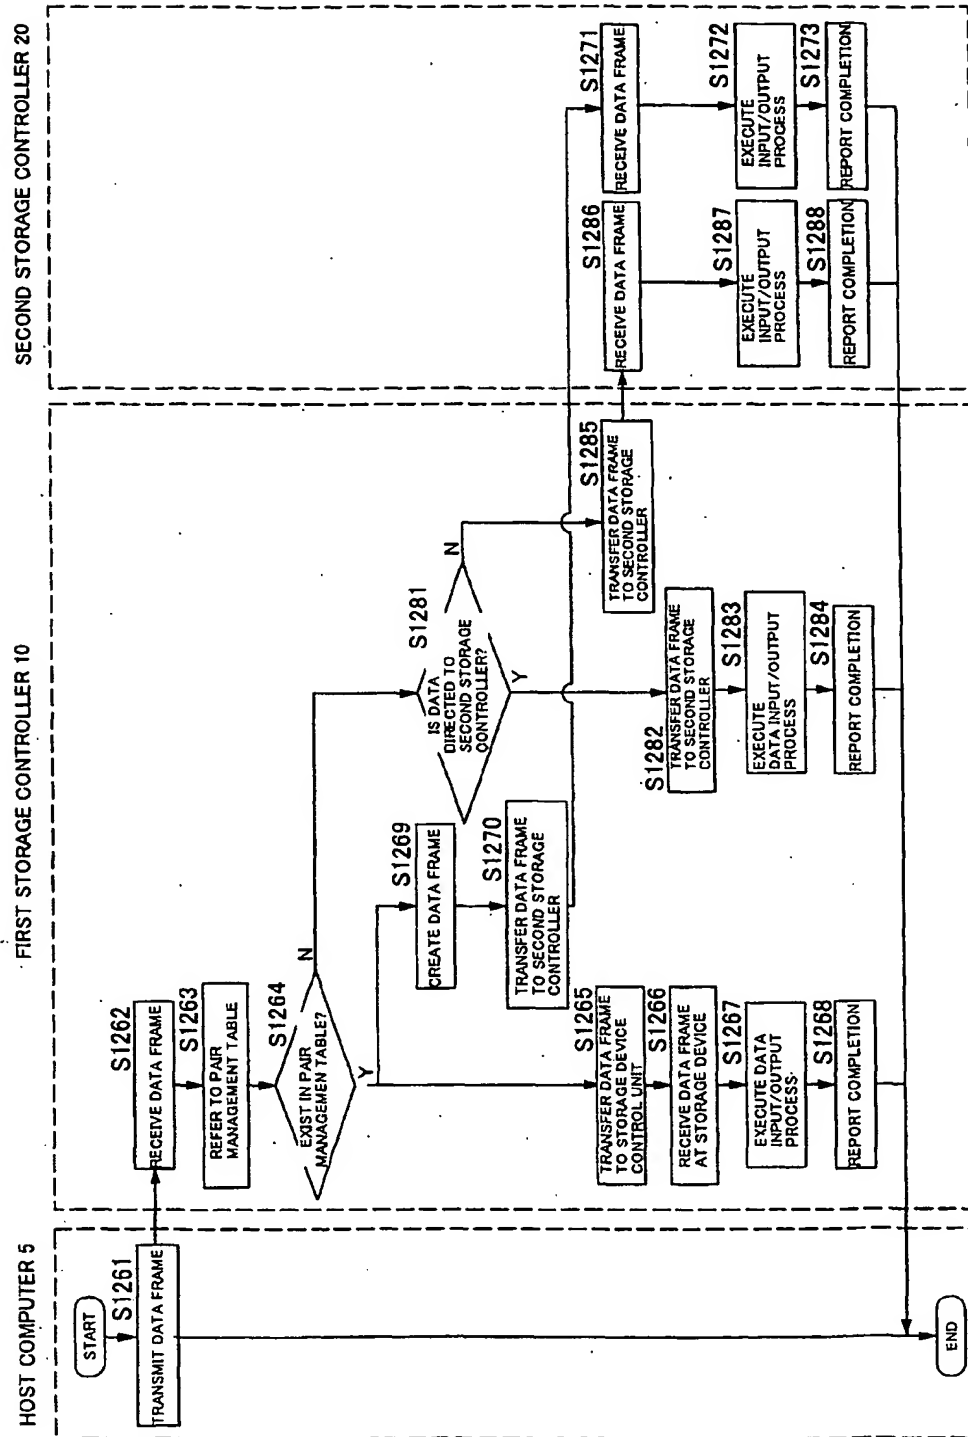 HOST COMPUTER 5
START
S1261
TRANSMIT DATA FRAME
END
FIRST STORAGE CONTROLLER 10
S1262
RECEIVE DATA FRAME
S1263
REFER TO PAIR
MANAGEMENT TABLE
S1264
EXIST IN PAIR
MANAGEMENT TABLE?
N
Y
S1265
TRANSFER DATA FRAME
TO STORAGE DEVICE
CONTROL UNIT
S1266
RECEIVE DATA FRAME
AT STORAGE DEVICE
S1267
EXECUTE DATA
INPUT/OUTPUT
PROCESS
S1268
REPORT COMPLETION
S1269
CREATE DATA FRAME
S1270
TRANSFER DATA FRAME
TO SECOND STORAGE
CONTROLLER
S1281
IS DATA
DIRECTED TO
SECOND STORAGE
CONTROLLER?
N
Y
S1282
TRANSFER DATA FRAME
TO SECOND STORAGE
CONTROLLER
S1283
EXECUTE
DATA INPUT/OUTPUT
PROCESS
S1284
REPORT COMPLETION
S1285
TRANSFER DATA FRAME
TO SECOND STORAGE
CONTROLLER
SECOND STORAGE CONTROLLER 20
S1286
RECEIVE DATA FRAME
S1287
EXECUTE
INPUT/OUTPUT
PROCESS
S1288
REPORT COMPLETION
S1271
RECEIVE DATA FRAME
S1272
EXECUTE
INPUT/OUTPUT
PROCESS
S1273
REPORT COMPLETION